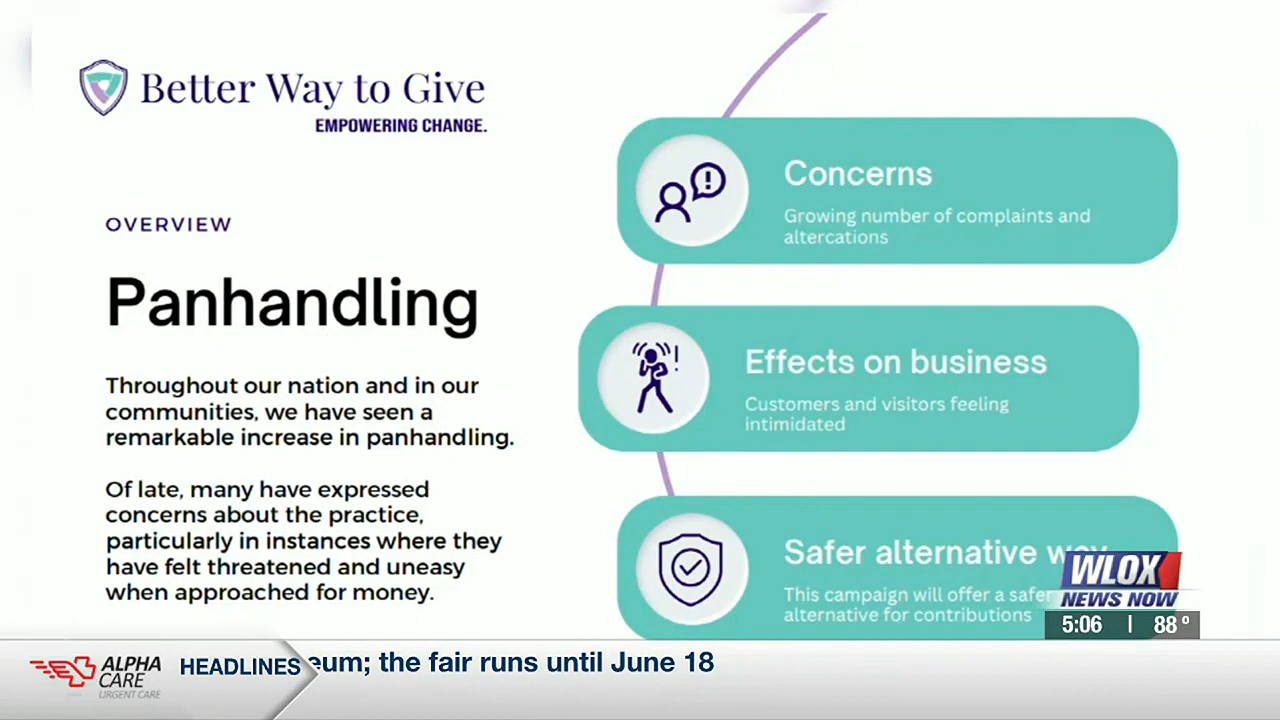 Better Way to Give
EMPOWERING CHANGE.
OVERVIEW
Panhandling
Throughout our nation and in our
communities, we have seen a
remarkable increase in panhandling.
Of late, many have expressed
concerns about the practice,
particularly in instances where they
have felt threatened and uneasy
when approached for money.
Concerns
Growing number of complaints and
altercations
Effects on business
Customers and visitors feeling
intimidated
Safer alternative way
This campaign will offer a safer
alternative for contributions
WLOX
NEWS NOW
5:06 | 88°
ALPHA
CARE
URGENT CARE
HEADLINES
eum; the fair runs until June 18